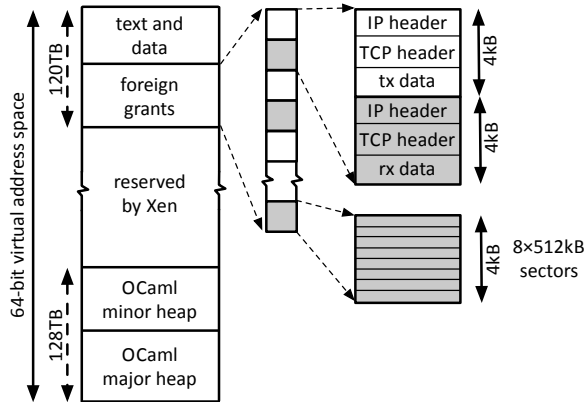 64-bit virtual address space
120TB
128TB
text and
data
foreign
grants
reserved
by Xen
OCaml
minor heap
OCaml
major heap
IP header
TCP header
tx data
IP header
TCP header
rx data
4kB
4kB
4kB
8×512kB
sectors